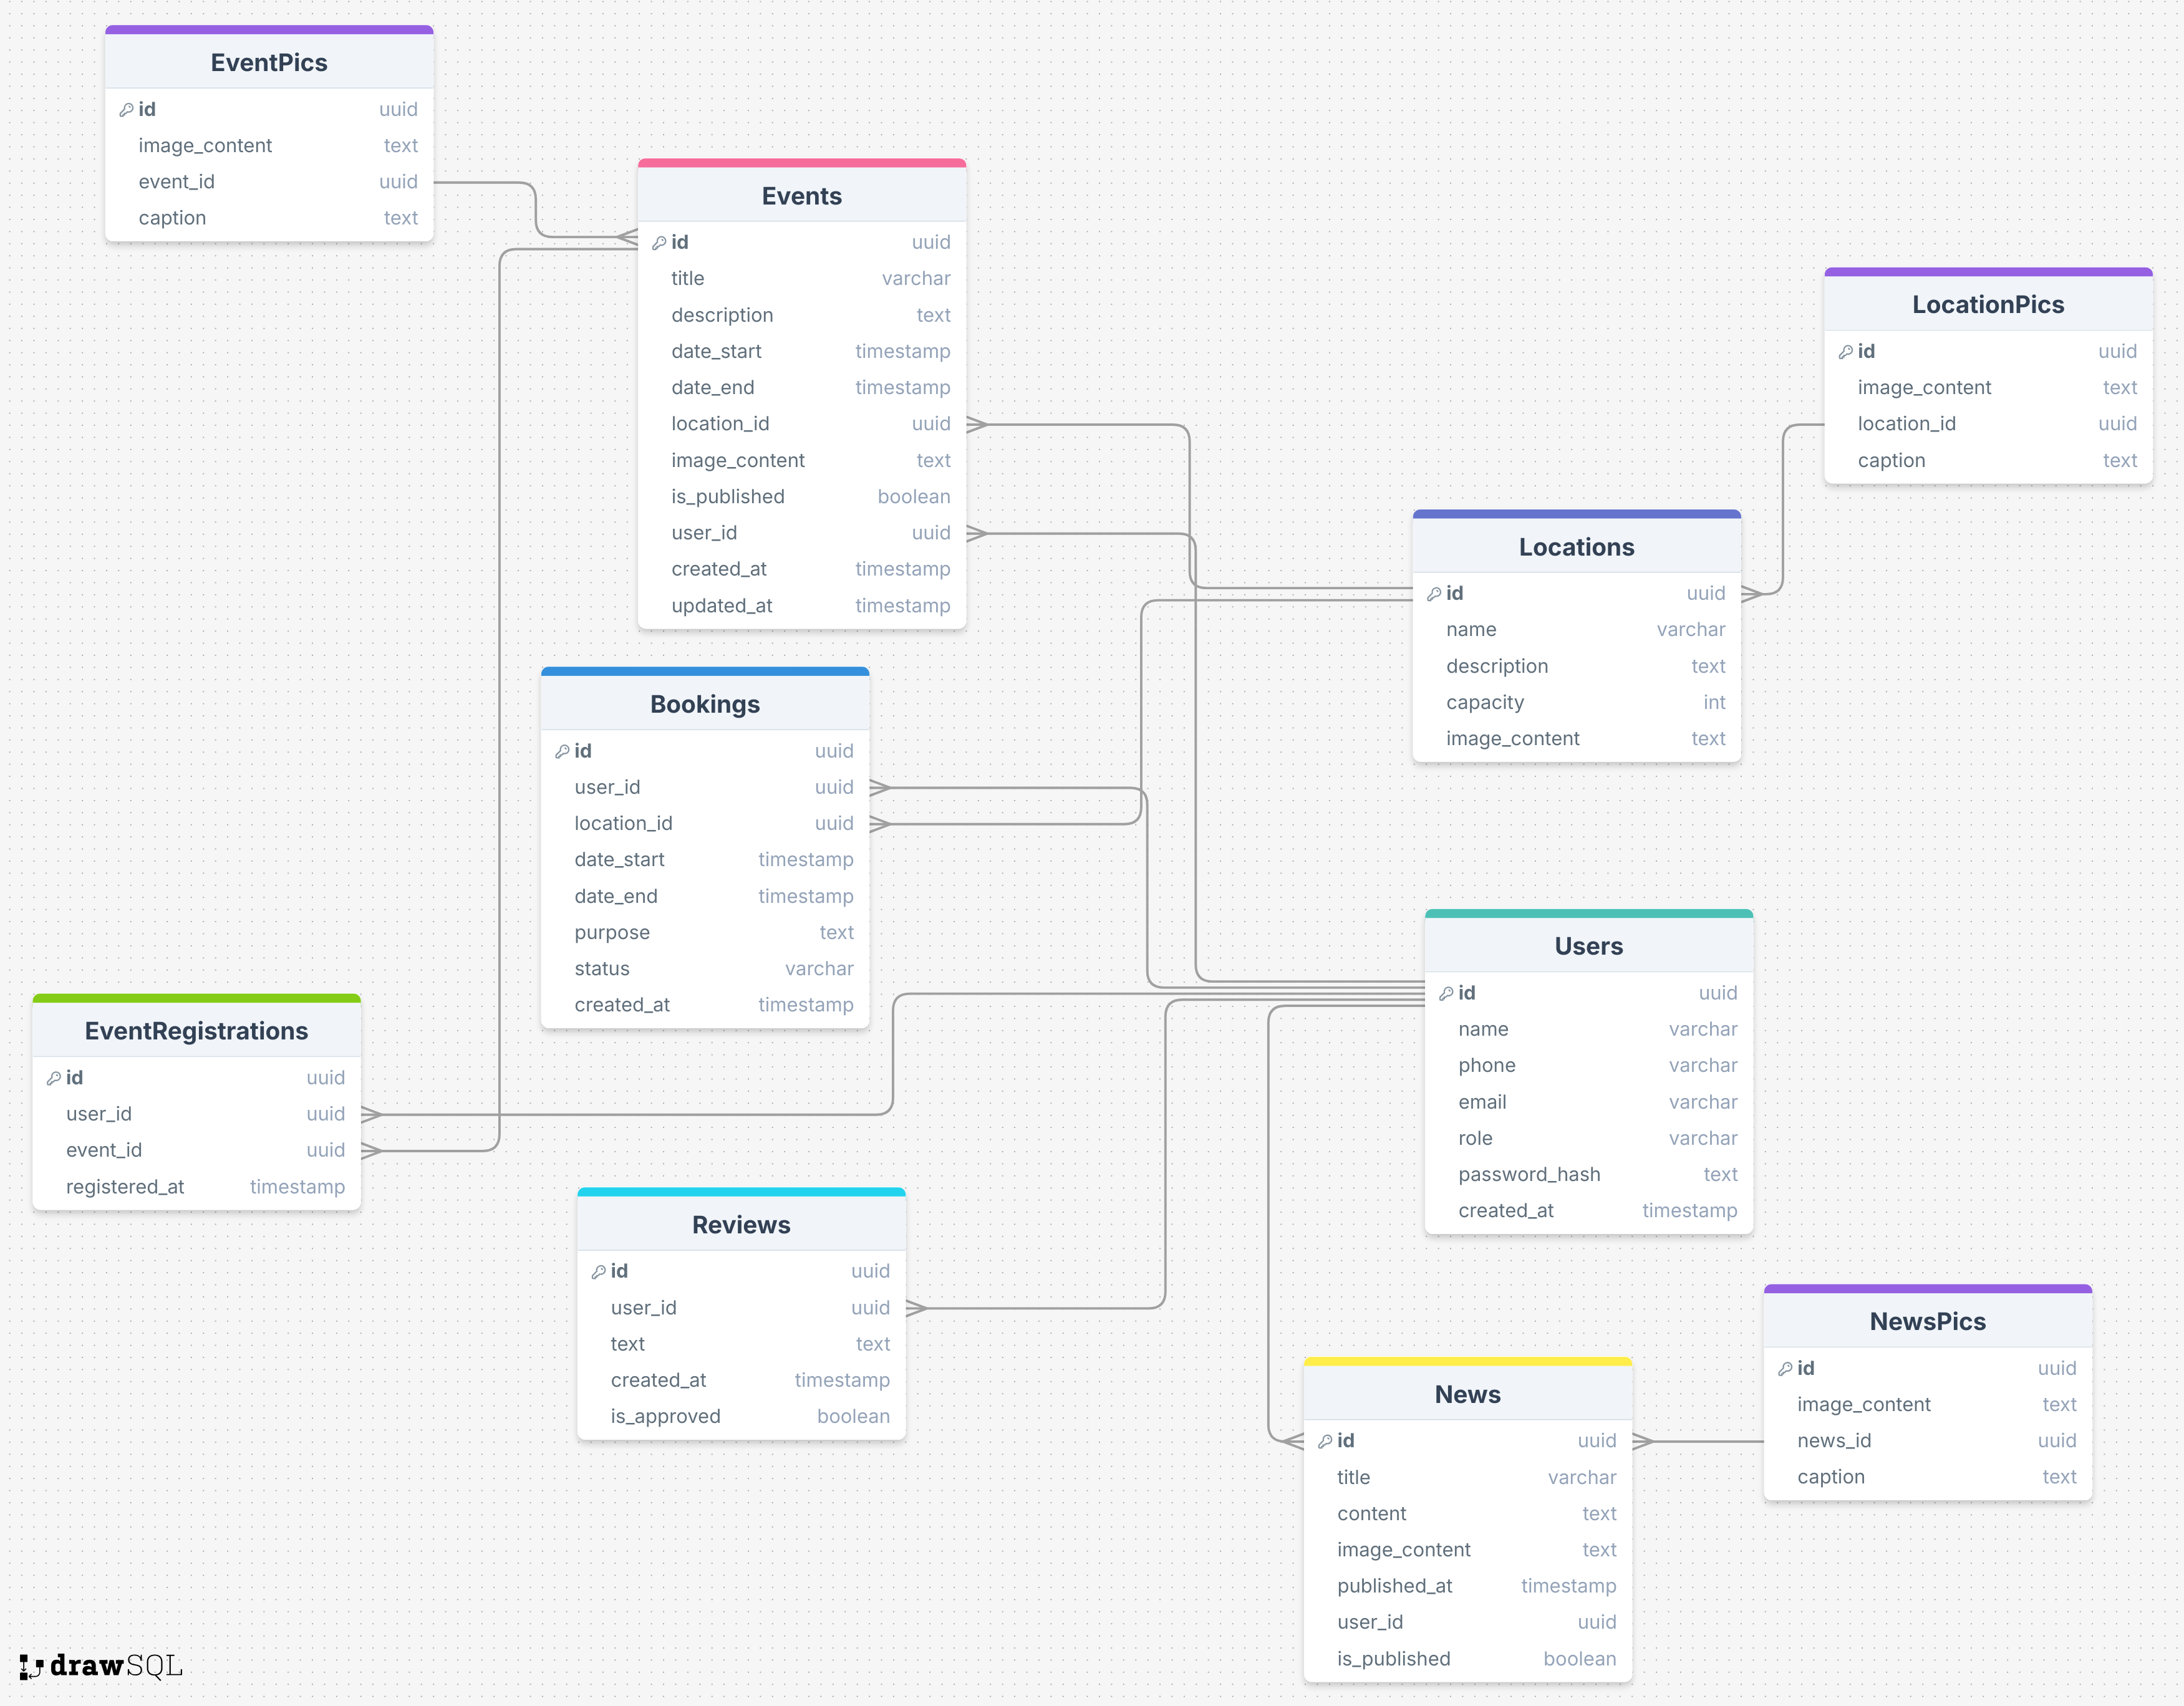 EventPics
id uuid
image_content text
event_id uuid
caption text
Events
id uuid
title varchar
description text
date_start timestamp
date_end timestamp
location_id uuid
image_content text
is_published boolean
user_id uuid
created_at timestamp
updated_at timestamp
LocationPics
id uuid
image_content text
location_id uuid
caption text
Locations
id uuid
name varchar
description text
capacity int
image_content text
Bookings
id uuid
user_id uuid
location_id uuid
date_start timestamp
date_end timestamp
purpose text
status varchar
created_at timestamp
Users
id uuid
name varchar
phone varchar
email varchar
role varchar
password_hash text
created_at timestamp
EventRegistrations
id uuid
user_id uuid
event_id uuid
registered_at timestamp
Reviews
id uuid
user_id uuid
text text
created_at timestamp
is_approved boolean
NewsPics
id uuid
image_content text
news_id uuid
caption text
News
id uuid
title varchar
content text
image_content text
published_at timestamp
user_id uuid
is_published boolean
drawSQL